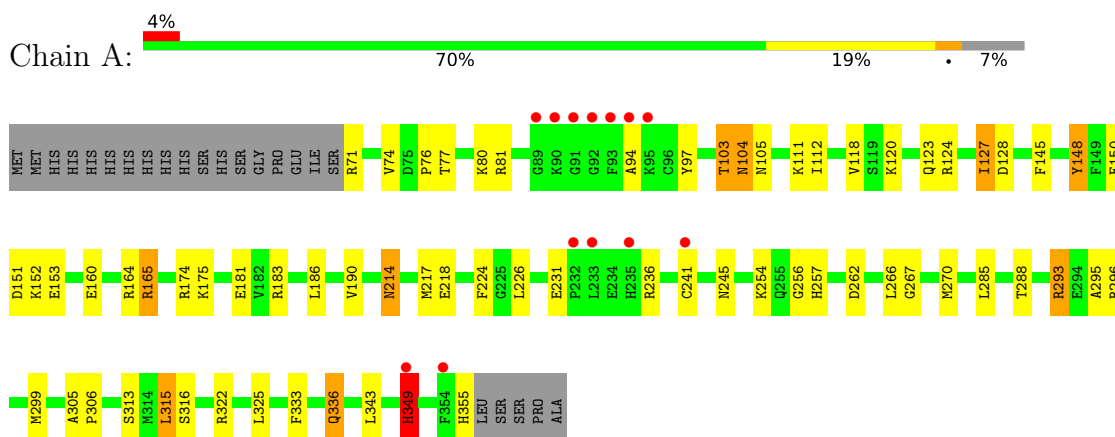 4%
Chain A:
70% 19% • 7%
MET MET HIS HIS HIS HIS HIS HIS HIS HIS SER HIS SER GLY PRO GLU ILE SER R71 V74 D75 P76 T77 K80 R81 G89 K90 G91 G92 F93 A94 K95 C96 Y97 T103 N104 N105 K111 I112 V118 S119 K120 Q123 R124 I127 D128 F145 Y148 F149
D151 K152 E153 E160 R164 R165 R174 K175 E181 V182 R183 L186 V190 N214 M217 E218 F224 G225 L226 E231 P232 L233 E234 H235 R236 C241 N245 K254 Q255 G256 H257 D262 L266 G267 M270 L285 T288 R293 E294 A295
M299 A305 P306 S313 M314 L315 S316 R322 L325 F333 Q336 L343 H349 F354 H355 LEU SER SER PRO ALA